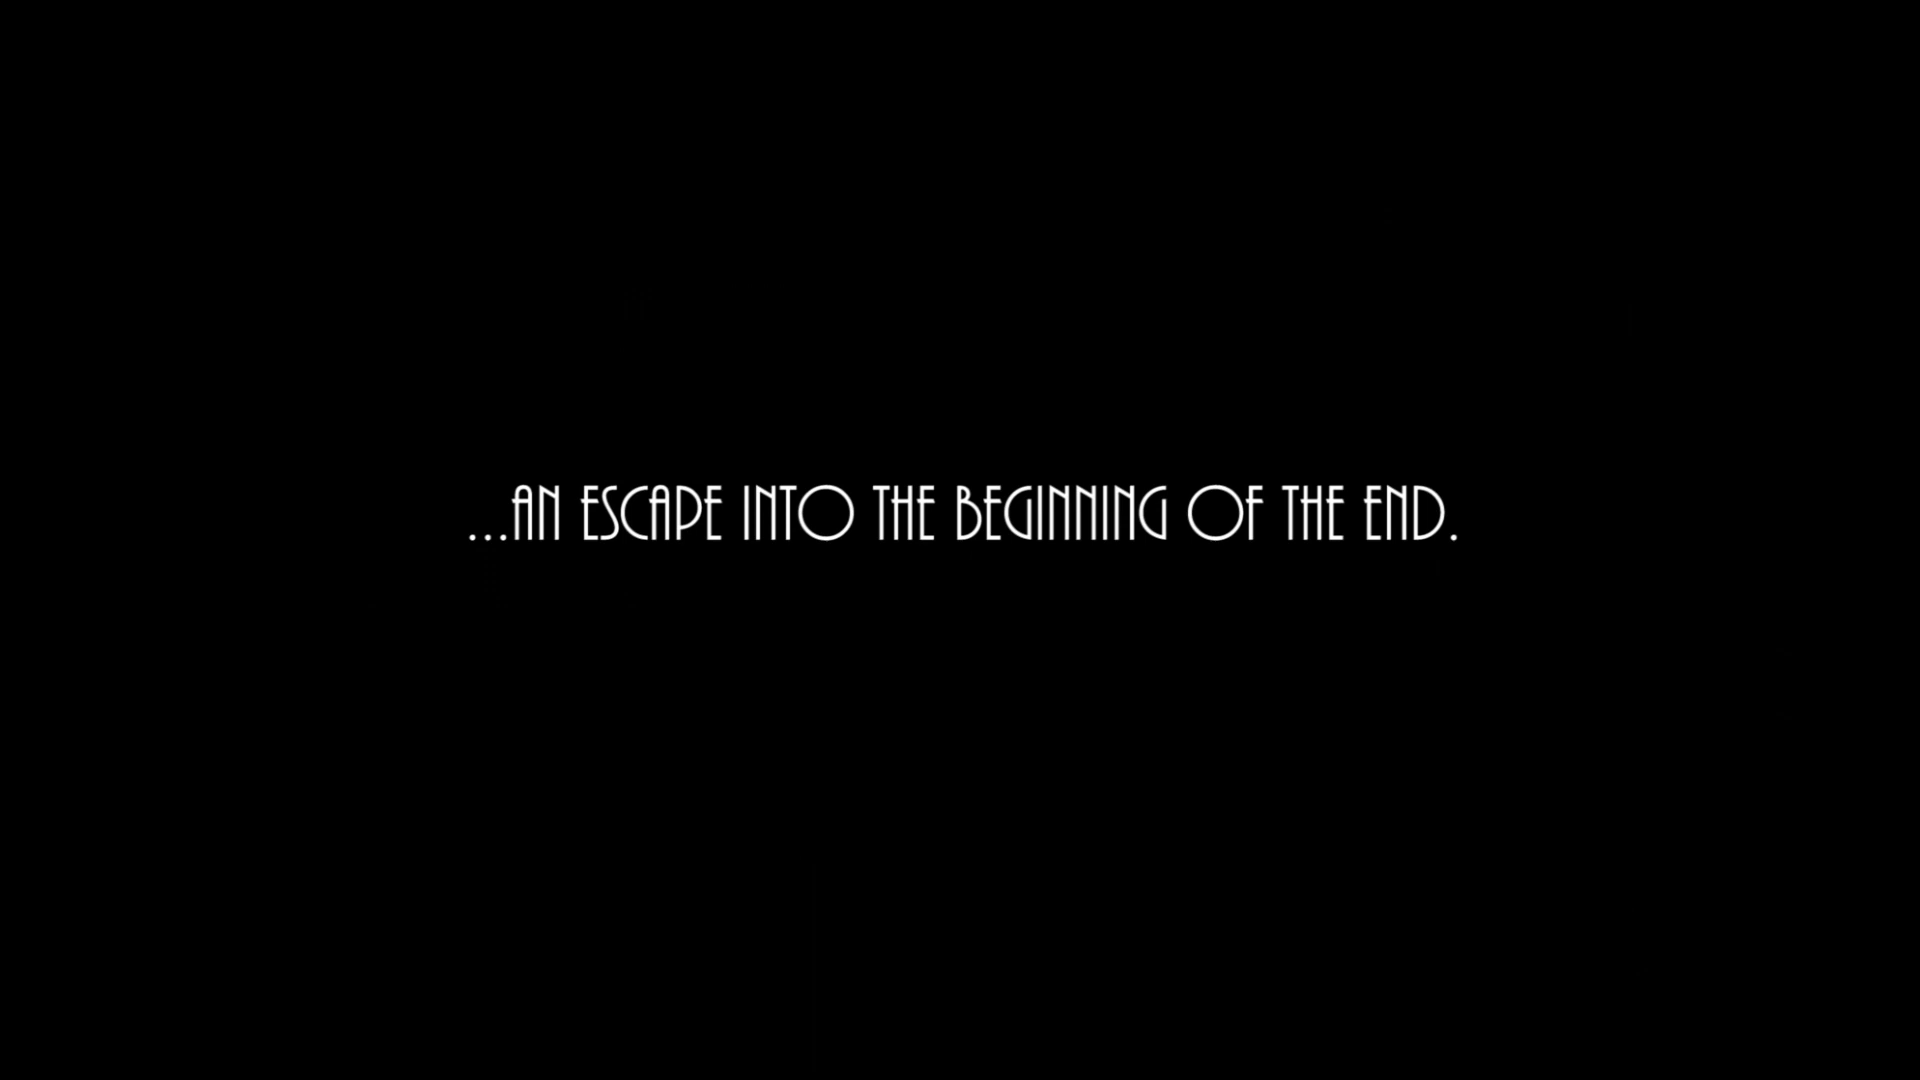 ...AN ESCAPE INTO THE BEGINNING OF THE END.